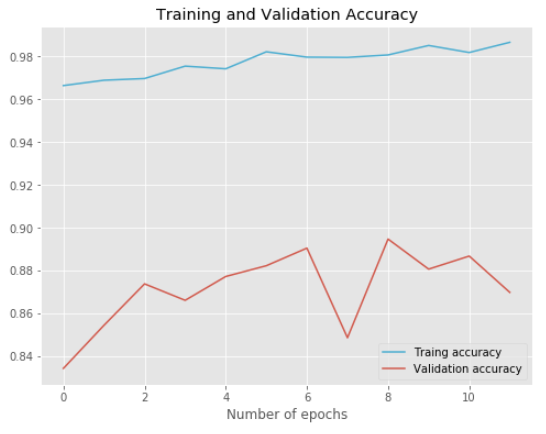 Training and Validation Accuracy
0.98
0.96
0.94
0.92
0.90
0.88
0.86
0.84
0 2 4 6 8 10
Number of epochs
Traing accuracy
Validation accuracy